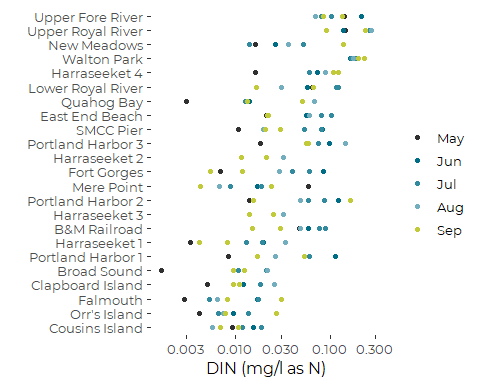 Upper Fore River
Upper Royal River
New Meadows
Walton Park
Harraseeket 4
Lower Royal River
Quahog Bay
East End Beach
SMCC Pier
Portland Harbor 3
Harraseeket 2
Fort Gorges
Mere Point
Portland Harbor 2
Harraseeket 3
B&M Railroad
Harraseeket 1
Portland Harbor 1
Broad Sound
Clapboard Island
Falmouth
Orr's Island
Cousins Island
0.003 0.010 0.030 0.100 0.300
DIN (mg/l as N)
May
Jun
Jul
Aug
Sep